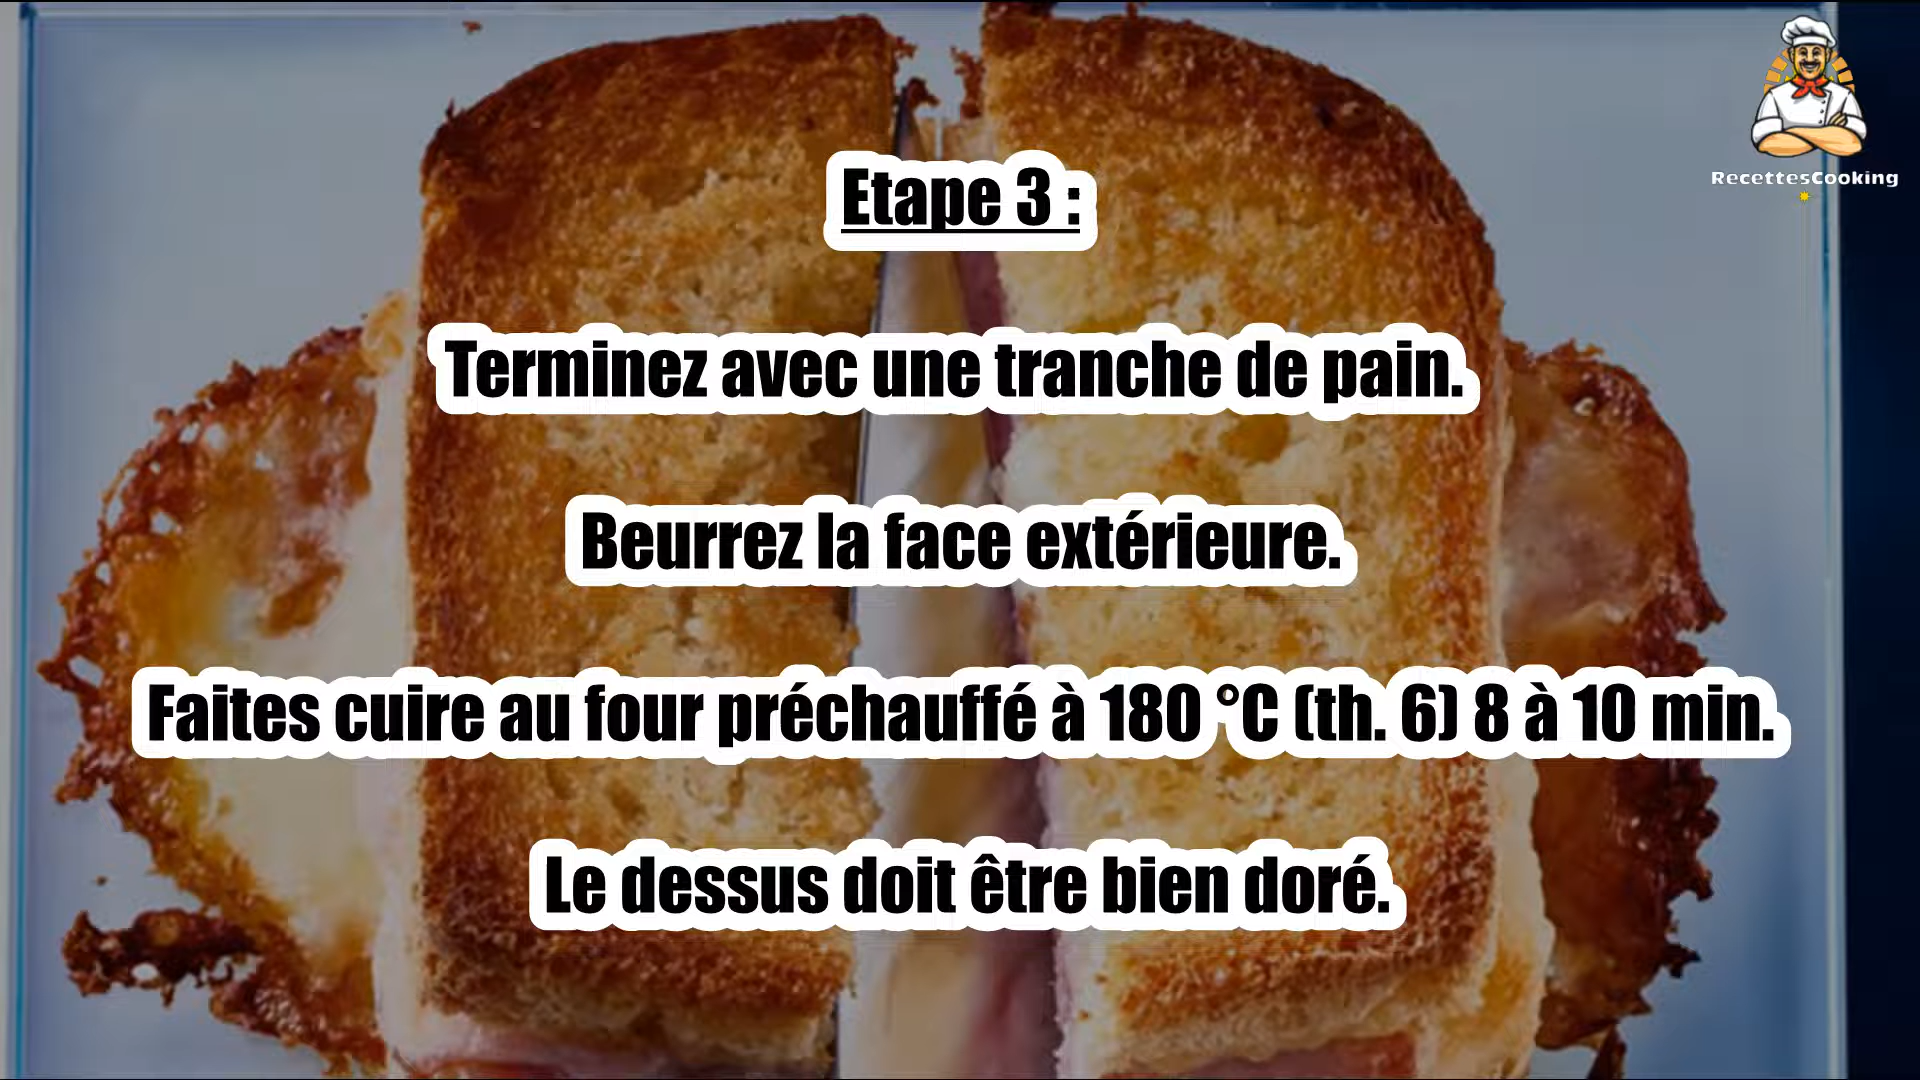 RecettesCooking
Etape 3 :
Terminez avec une tranche de pain.
Beurrez la face extérieure.
Faites cuire au four préchauffé à 180 °C (th. 6) 8 à 10 min.
Le dessus doit être bien doré.